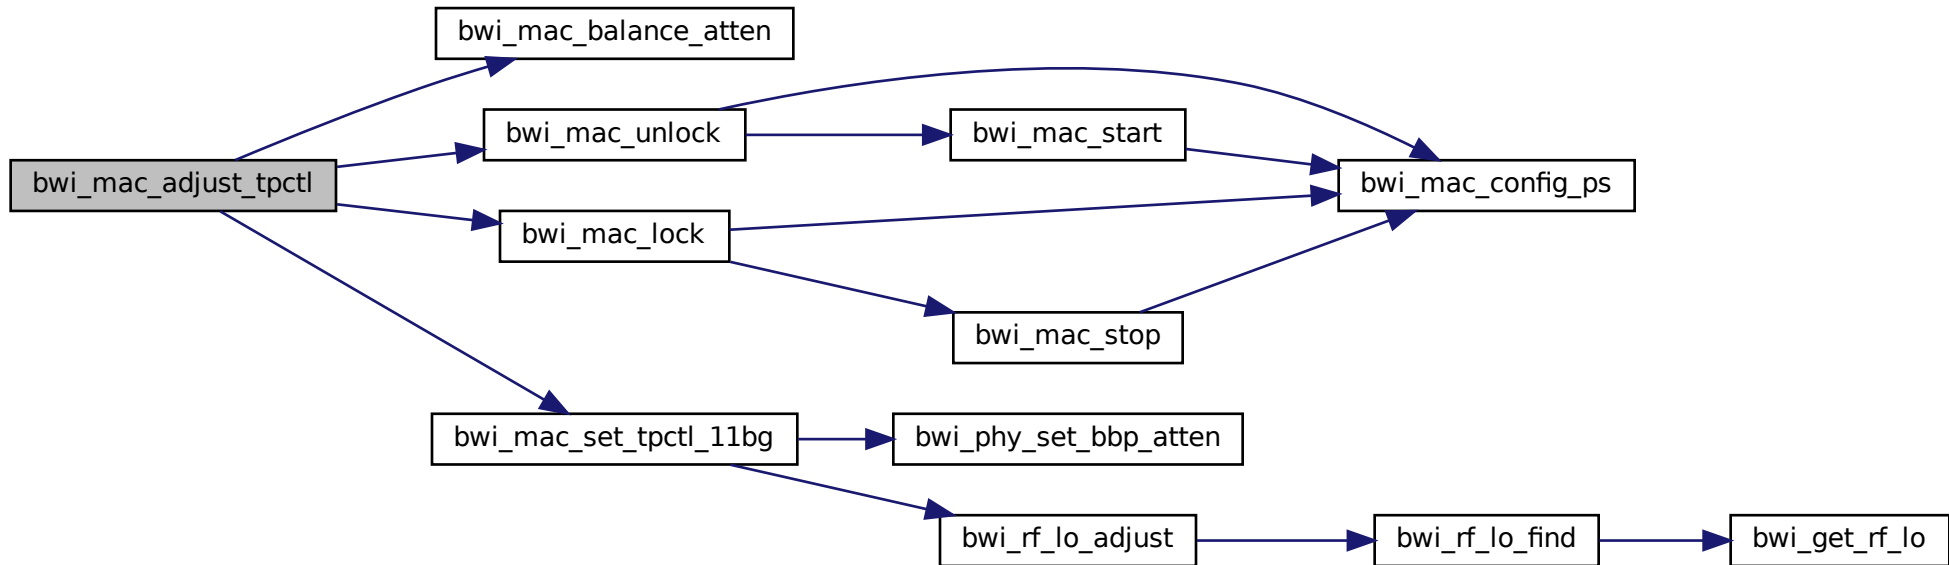 bwi_mac_balance_atten
bwi_mac_unlock
bwi_mac_start
bwi_mac_adjust_tpctl
bwi_mac_config_ps
bwi_mac_lock
bwi_mac_stop
bwi_mac_set_tpctl_11bg
bwi_phy_set_bbp_atten
bwi_rf_lo_adjust
bwi_rf_lo_find
bwi_get_rf_lo